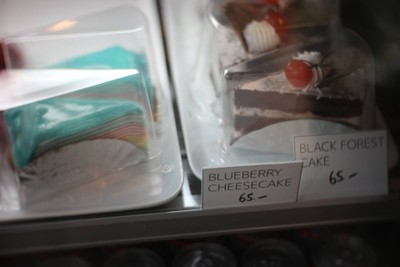 BLUEBERRY
CHEESECAKE
65.-
BLACK FOREST
CAKE
65.-